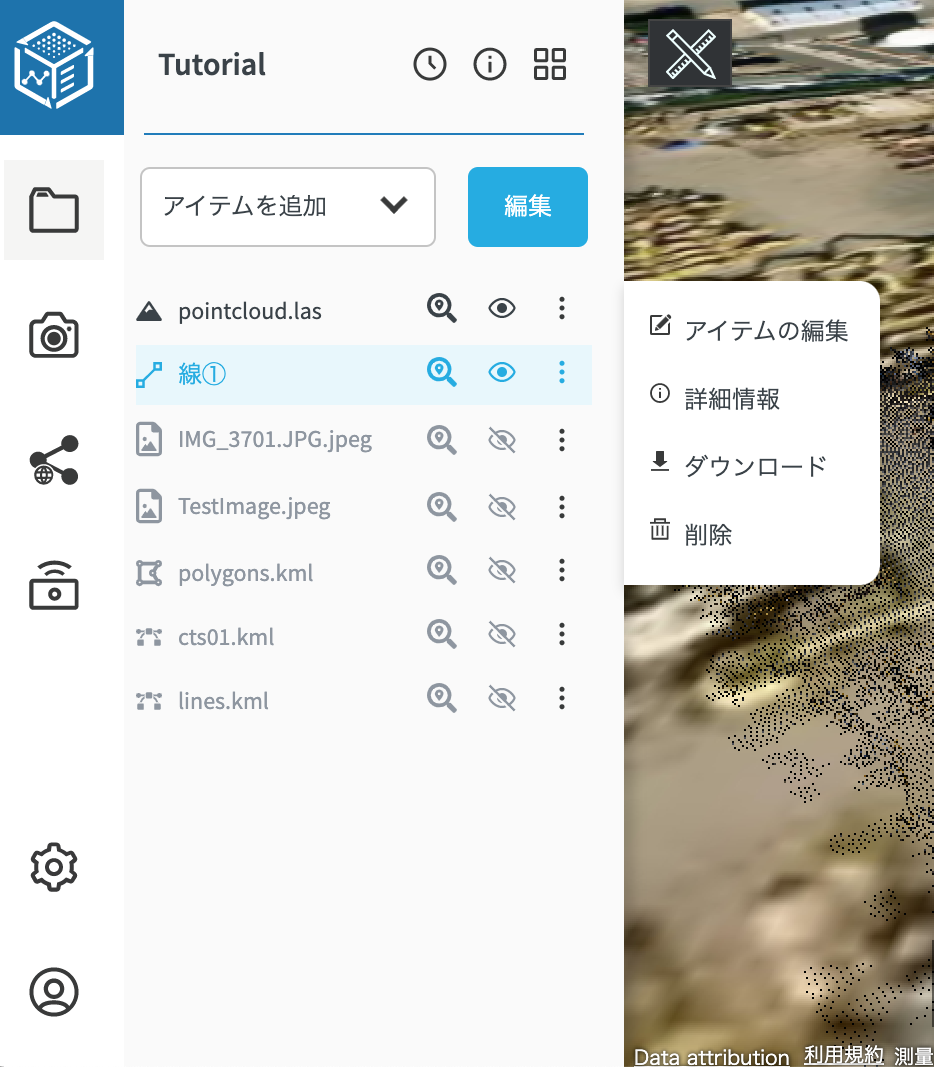 Tutorial
アイテムを追加
編集
pointcloud.las
線①
IMG_3701.JPG.jpeg
TestImage.jpeg
polygons.kml
cts01.kml
lines.kml
アイテムの編集
詳細情報
ダウンロード
削除
Data attribution 利用規約 測量